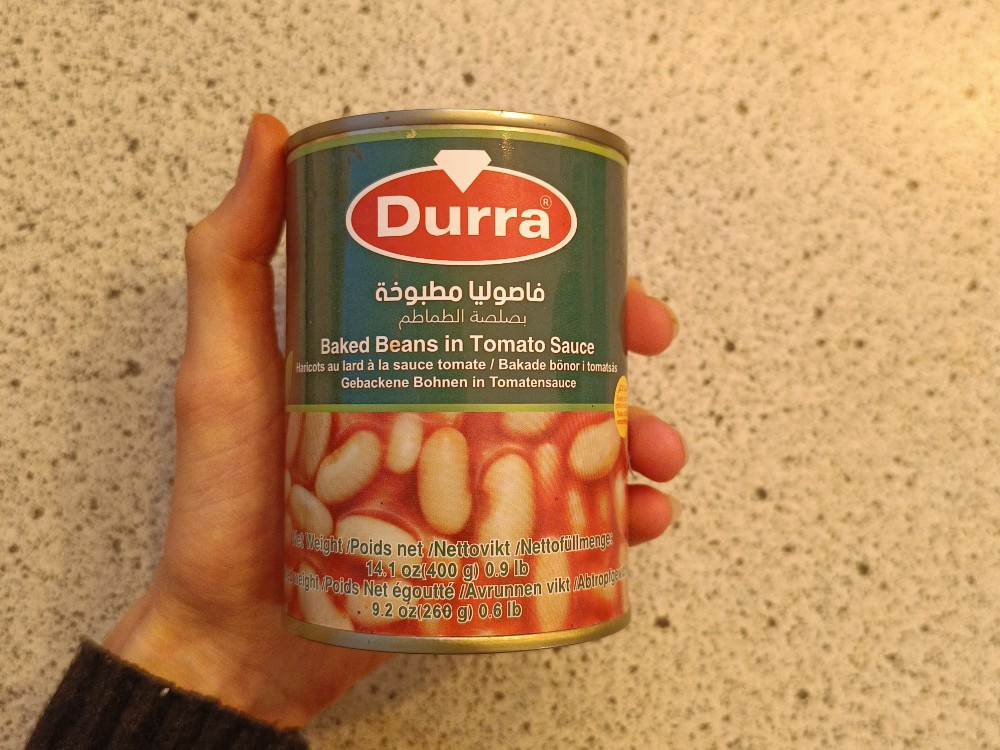 Durra®
فاصوليا مطبوخة
بصلصة الطماطم
Baked Beans in Tomato Sauce
Haricots au lard à la sauce tomate / Bakade bönor i tomatsås
Gebackene Bohnen in Tomatensauce
Net Weight /Poids net /Nettovikt /Nettofüllmenge
14.1 oz(400 g) 0.9 lb
/Poids Net égoutté /Avrunnen vikt
9.2 oz(260 g) 0.6 lb